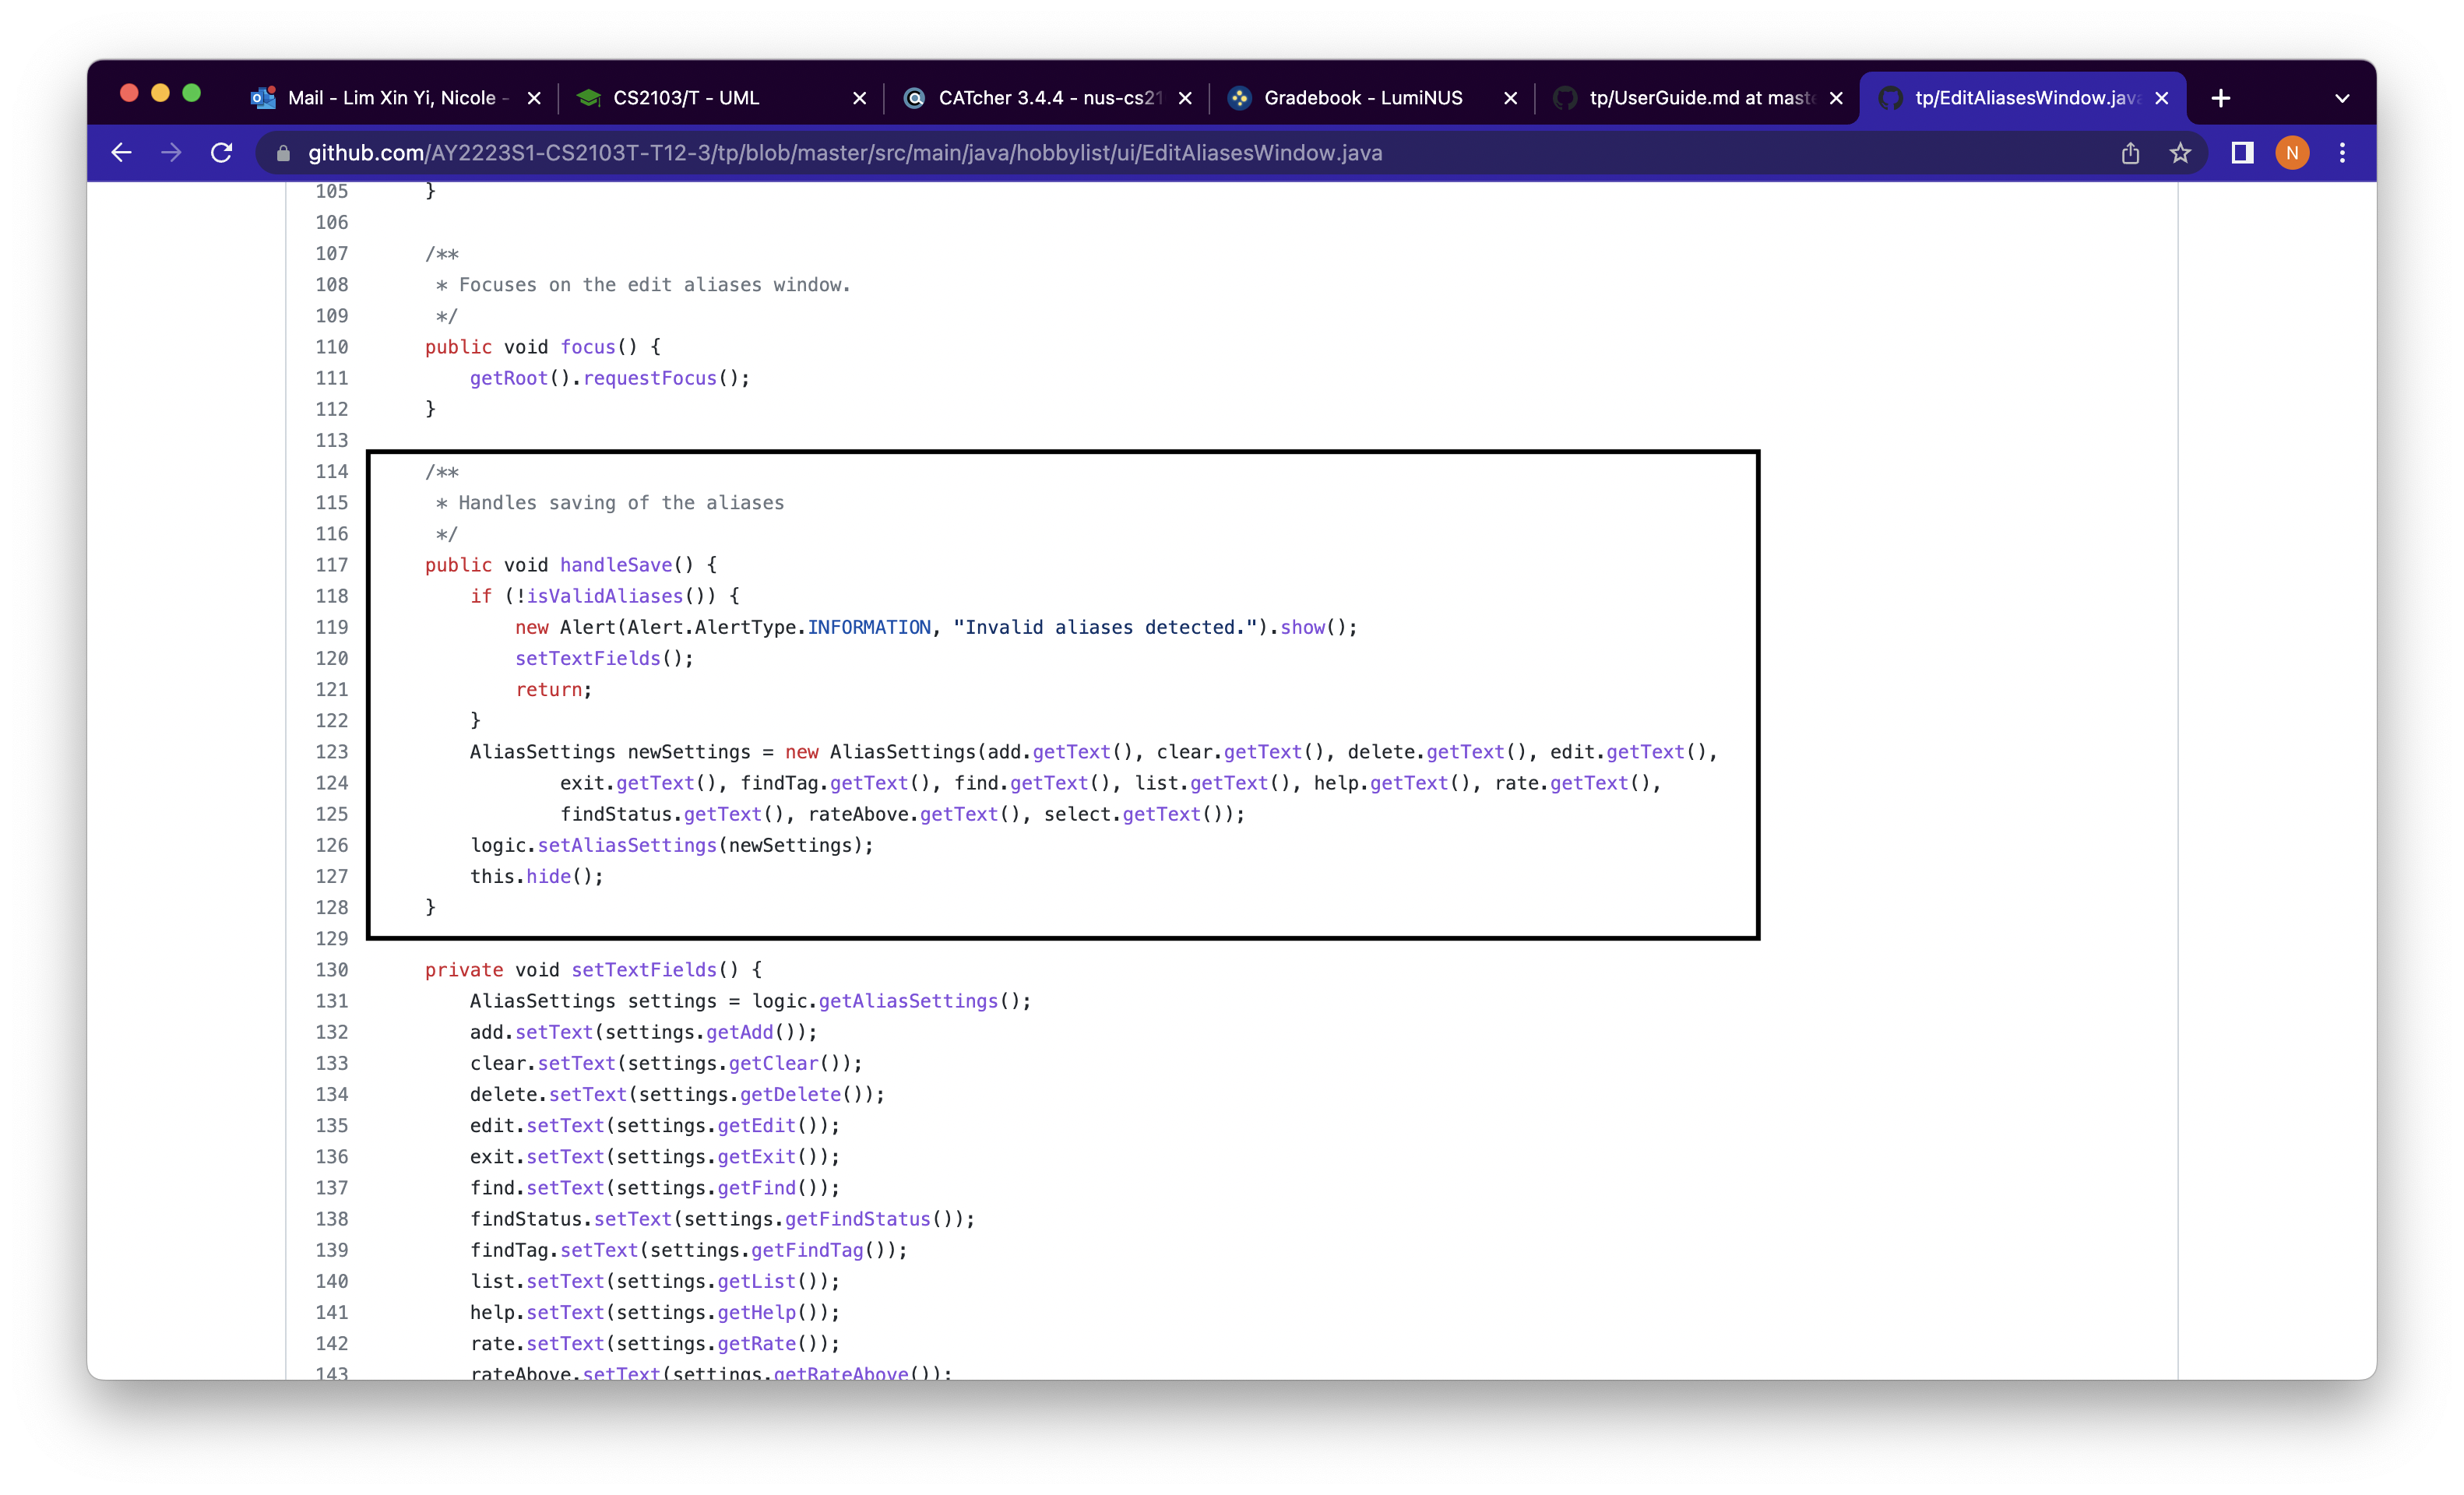 Mail - Lim Xin Yi, Nicole -
CS2103/T - UML
CATcher 3.4.4 - nus-cs21
Gradebook - LumiNUS
tp/UserGuide.md at maste
tp/EditAliasesWindow.java
github.com/AY2223S1-CS2103T-T12-3/tp/blob/master/src/main/java/hobbylist/ui/EditAliasesWindow.java
N
105     }
106
107     /**
108      * Focuses on the edit aliases window.
109      */
110     public void focus() {
111         getRoot().requestFocus();
112     }
113
114     /**
115      * Handles saving of the aliases
116      */
117     public void handleSave() {
118         if (!isValidAliases()) {
119             new Alert(Alert.AlertType.INFORMATION, "Invalid aliases detected.").show();
120             setTextFields();
121             return;
122         }
123         AliasSettings newSettings = new AliasSettings(add.getText(), clear.getText(), delete.getText(), edit.getText(),
124                 exit.getText(), findTag.getText(), find.getText(), list.getText(), help.getText(), rate.getText(),
125                 findStatus.getText(), rateAbove.getText(), select.getText());
126         logic.setAliasSettings(newSettings);
127         this.hide();
128     }
129
130     private void setTextFields() {
131         AliasSettings settings = logic.getAliasSettings();
132         add.setText(settings.getAdd());
133         clear.setText(settings.getClear());
134         delete.setText(settings.getDelete());
135         edit.setText(settings.getEdit());
136         exit.setText(settings.getExit());
137         find.setText(settings.getFind());
138         findStatus.setText(settings.getFindStatus());
139         findTag.setText(settings.getFindTag());
140         list.setText(settings.getList());
141         help.setText(settings.getHelp());
142         rate.setText(settings.getRate());
143         rateAbove.setText(settings.getRateAbove());